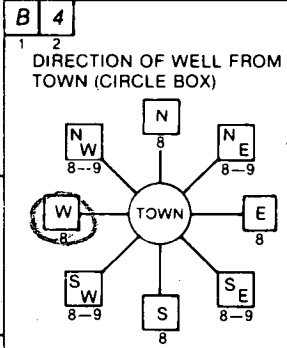 B 4
1 2
DIRECTION OF WELL FROM
TOWN (CIRCLE BOX)
N
8
N W
8--9
N E
8—9
W
8
TOWN
E
8
S W
8—9
S E
8—9
S
8